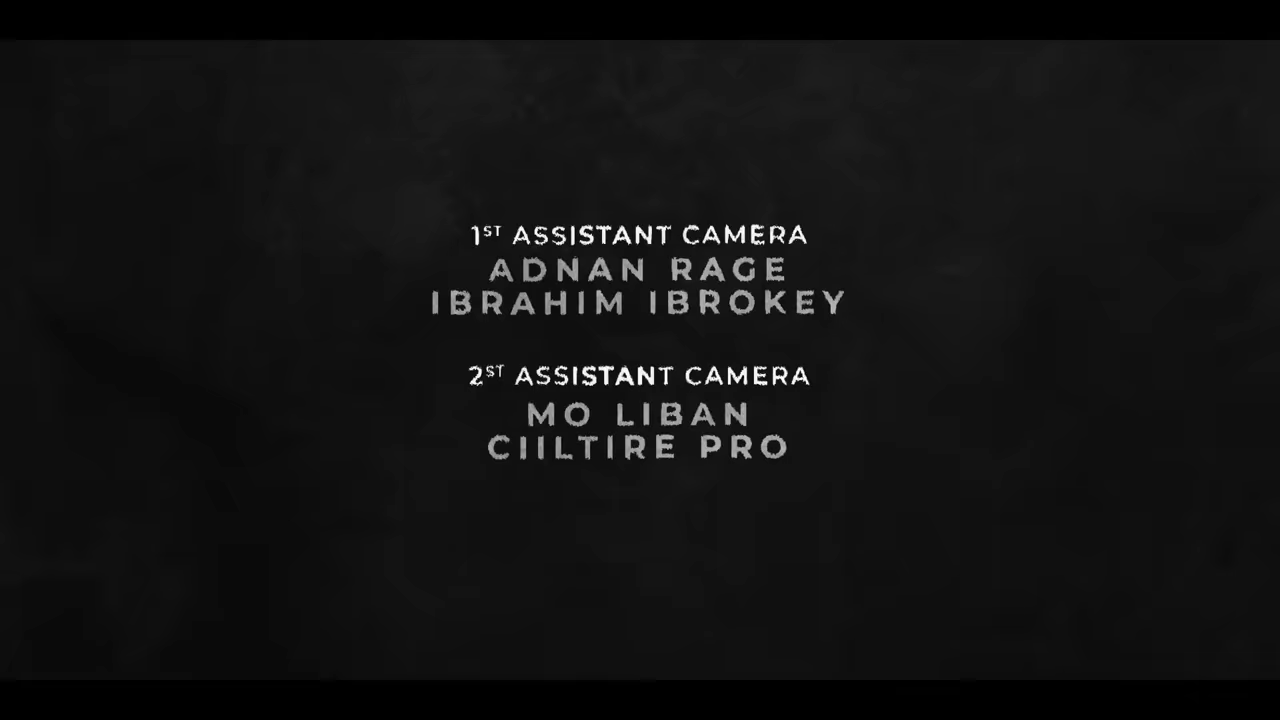 1ST ASSISTANT CAMERA
ADNAN RAGE
IBRAHIM IBROKEY
2ST ASSISTANT CAMERA
MO LIBAN
CIILTIRE PRO